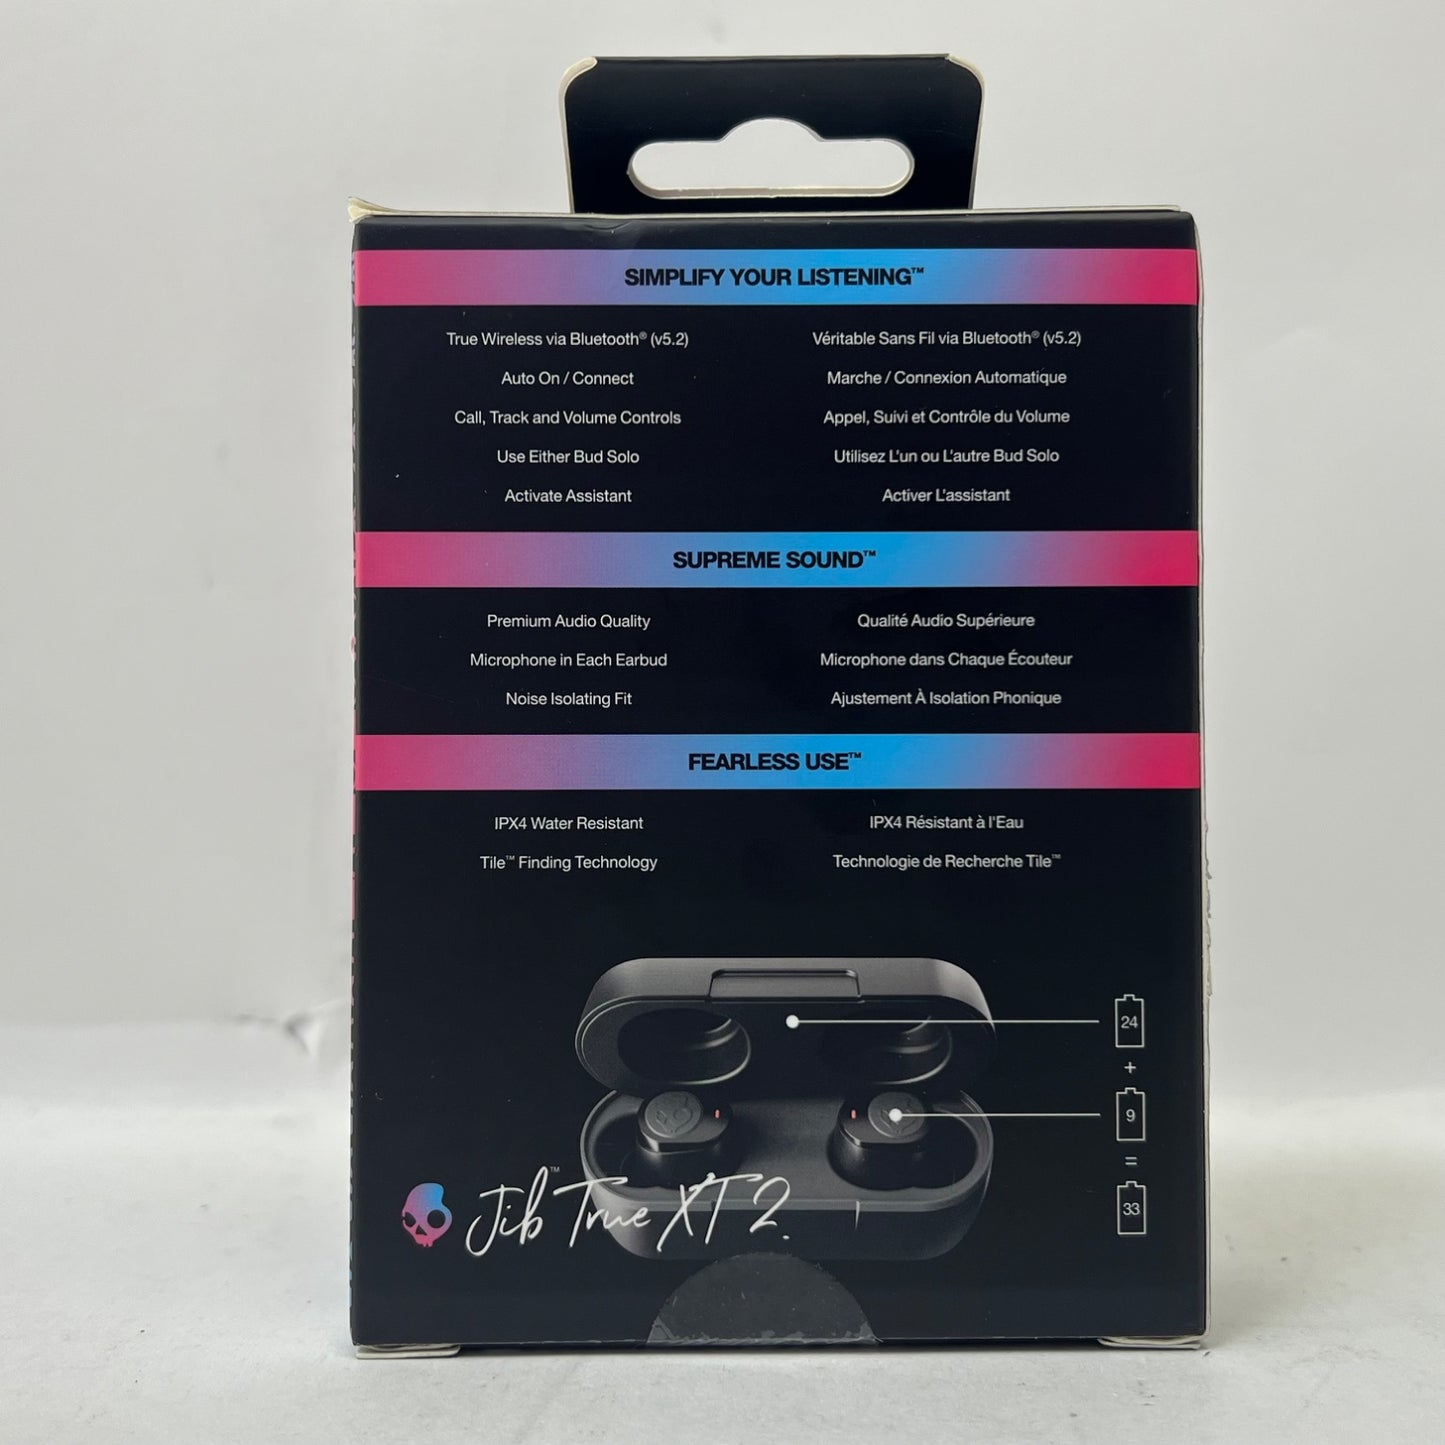 SIMPLIFY YOUR LISTENING™
True Wireless via Bluetooth® (v5.2)
Véritable Sans Fil via Bluetooth® (v5.2)
Auto On / Connect
Marche / Connexion Automatique
Call, Track and Volume Controls
Appel, Suivi et Contrôle du Volume
Use Either Bud Solo
Utilisez L'un ou L'autre Bud Solo
Activate Assistant
Activer L'assistant
SUPREME SOUND™
Premium Audio Quality
Qualité Audio Supérieure
Microphone in Each Earbud
Microphone dans Chaque Écouteur
Noise Isolating Fit
Ajustement À Isolation Phonique
FEARLESS USE™
IPX4 Water Resistant
IPX4 Résistant à l'Eau
Tile™ Finding Technology
Technologie de Recherche Tile™
24
+
9
=
33
Jib™ True XT 2